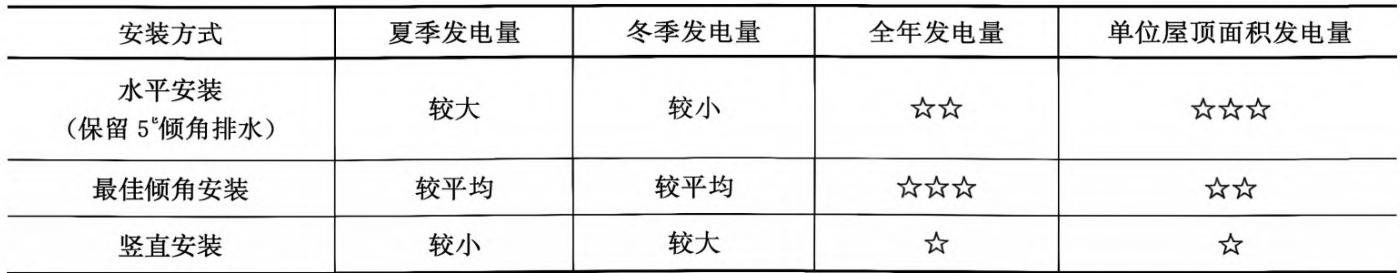 安装方式 夏季发电量 冬季发电量 全年发电量 单位屋顶面积发电量
水平安装
（保留5°倾角排水） 较大 较小 ☆☆ ☆☆☆
最佳倾角安装 较平均 较平均 ☆☆☆ ☆☆
竖直安装 较小 较大 ☆ ☆